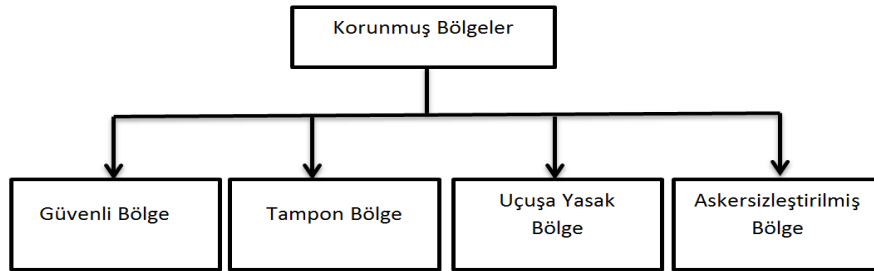 Korunmuş Bölgeler
Güvenli Bölge
Tampon Bölge
Uçuşa Yasak
Bölge
Askersizleştirilmiş
Bölge